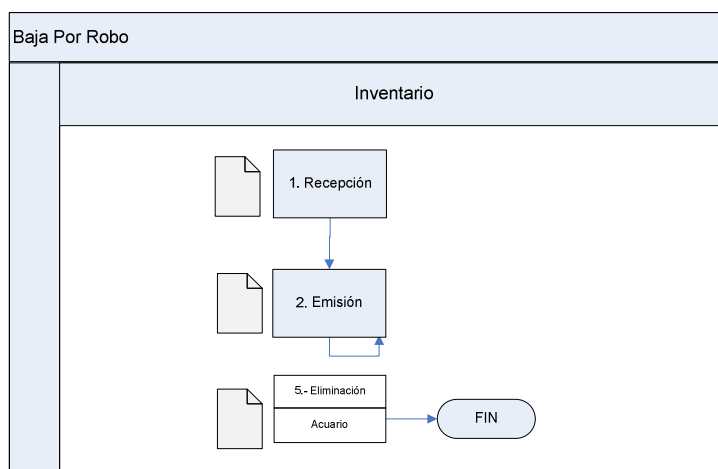 Baja Por Robo
Inventario
1. Recepción
2. Emisión
5.- Eliminación
Acuario
FIN